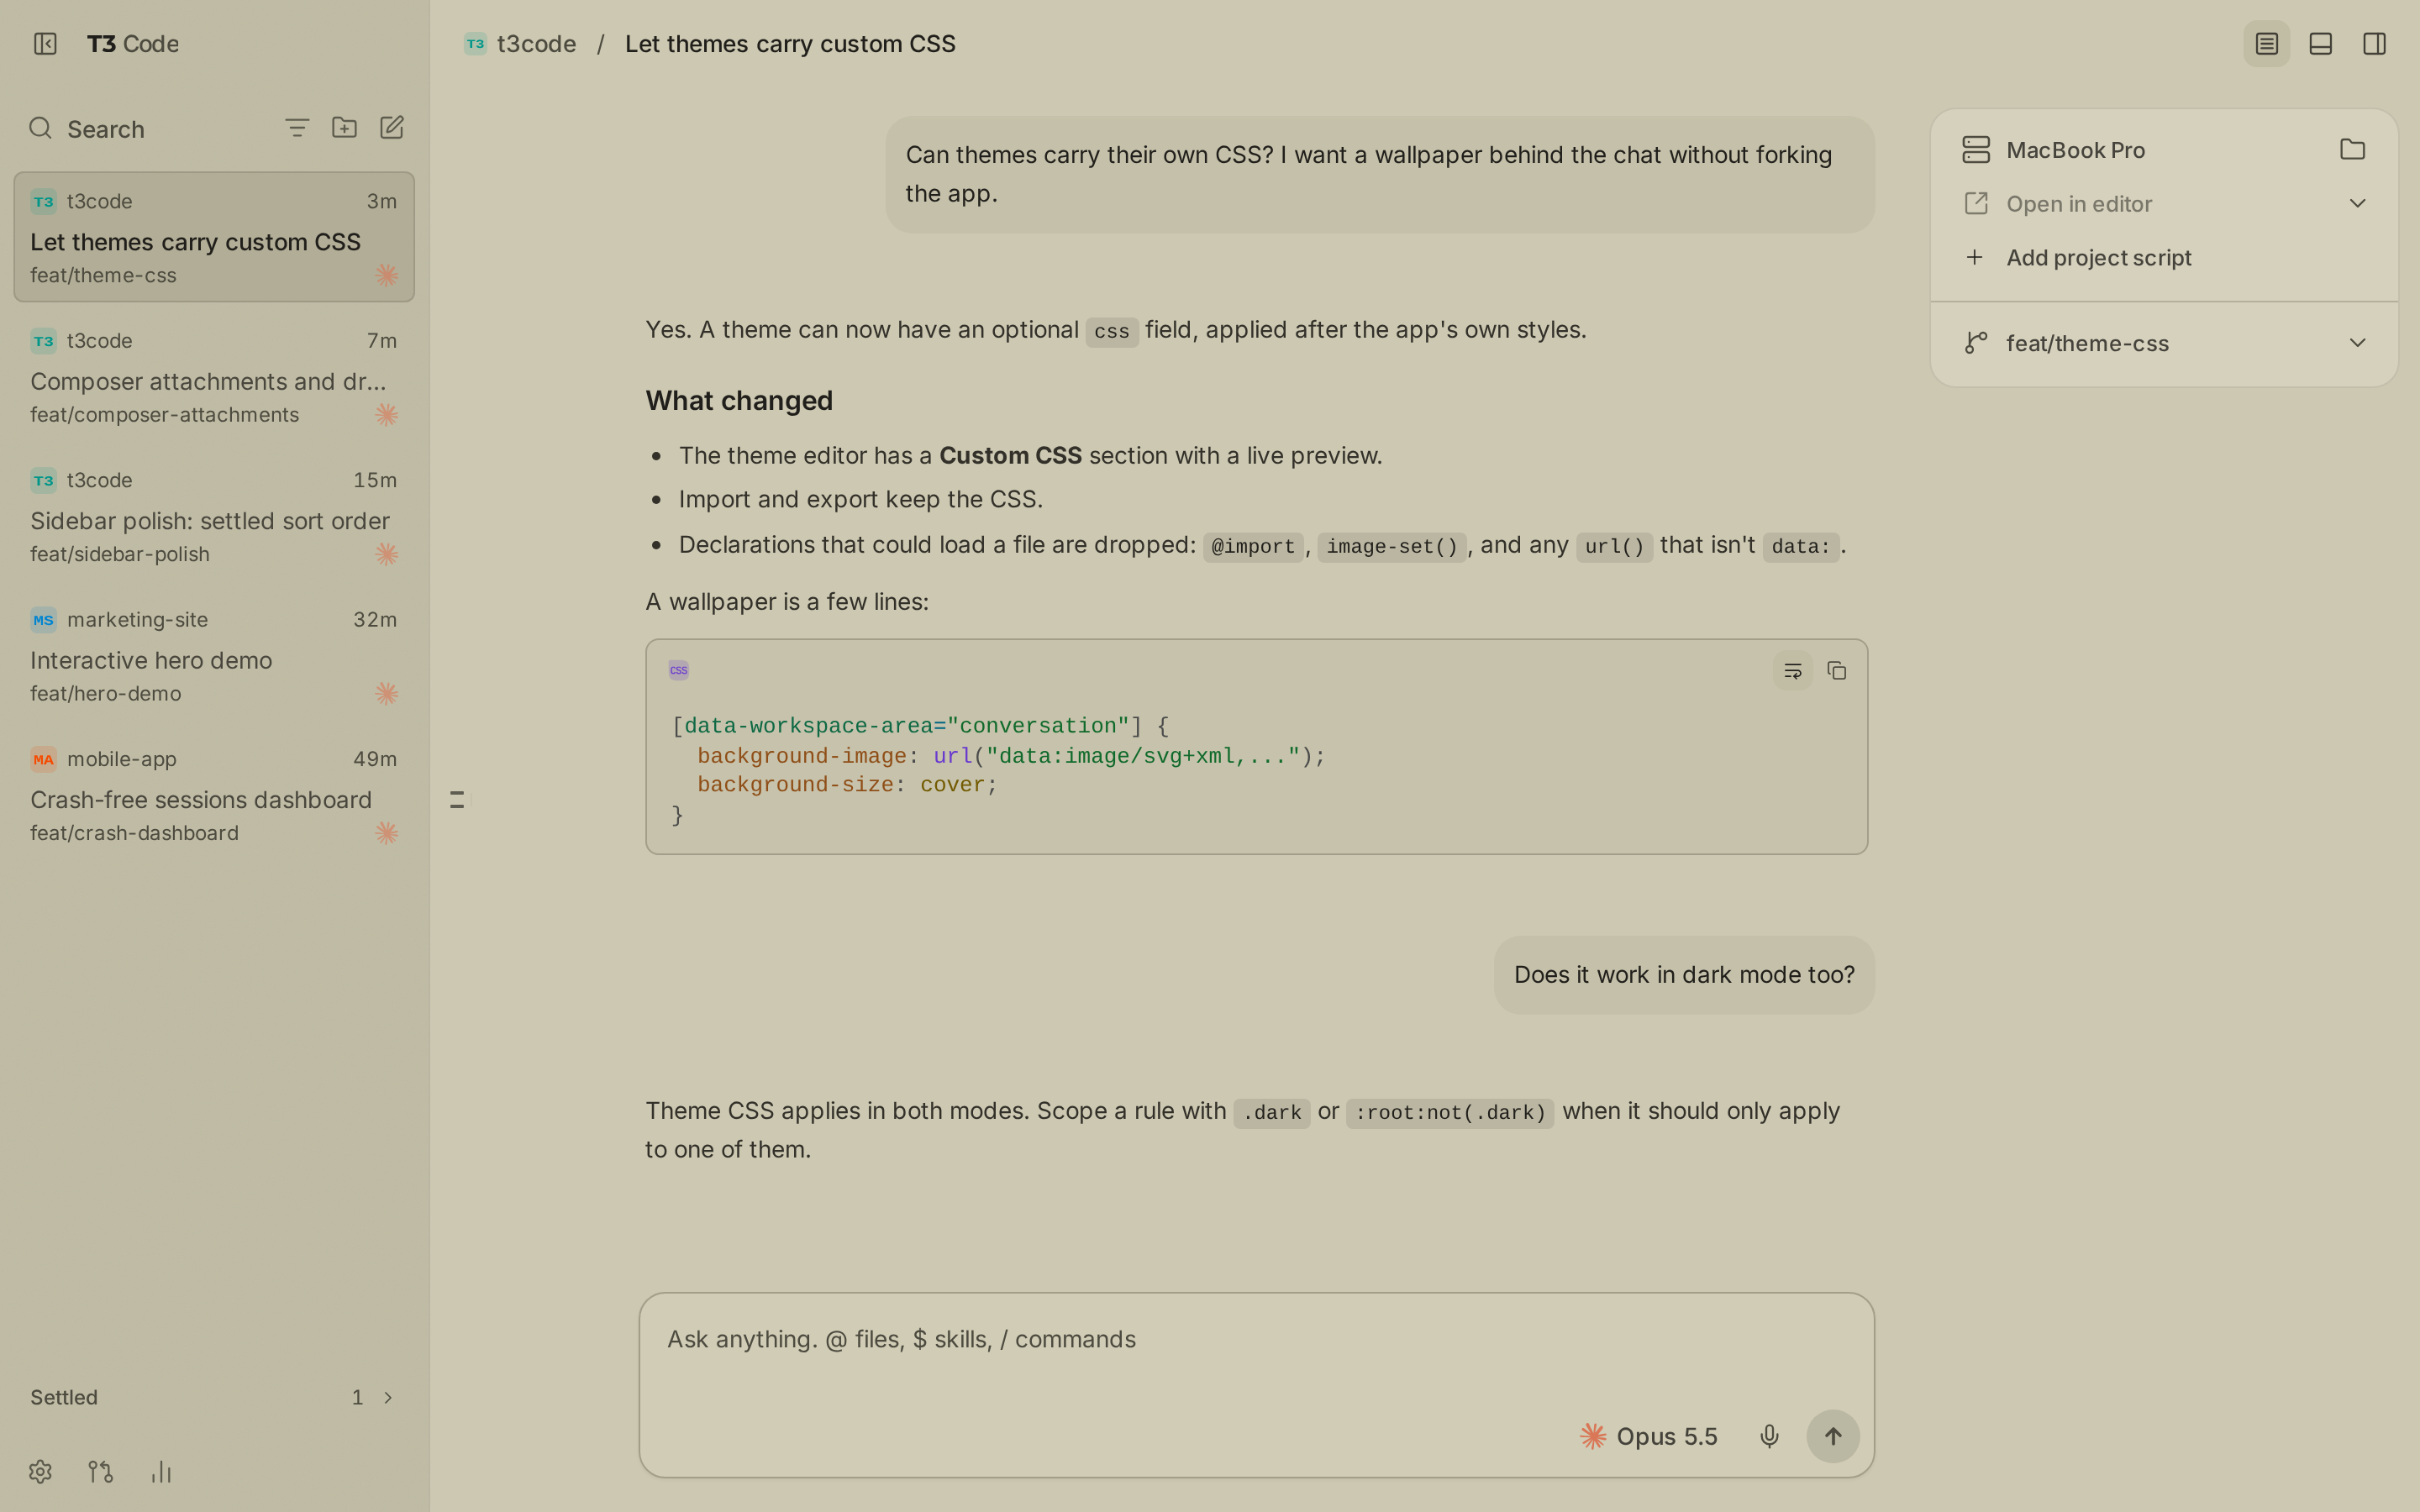 T3 Code
Search
T3 t3code 3m
Let themes carry custom CSS
feat/theme-css
T3 t3code 7m
Composer attachments and dr...
feat/composer-attachments
T3 t3code 15m
Sidebar polish: settled sort order
feat/sidebar-polish
MS marketing-site 32m
Interactive hero demo
feat/hero-demo
MA mobile-app 49m
Crash-free sessions dashboard
feat/crash-dashboard
Settled 1
T3 t3code / Let themes carry custom CSS
Can themes carry their own CSS? I want a wallpaper behind the chat without forking
the app.
Yes. A theme can now have an optional css field, applied after the app's own styles.
What changed
• The theme editor has a Custom CSS section with a live preview.
• Import and export keep the CSS.
• Declarations that could load a file are dropped: @import, image-set(), and any url() that isn't data:.
A wallpaper is a few lines:
CSS
[data-workspace-area="conversation"] {
  background-image: url("data:image/svg+xml,...");
  background-size: cover;
}
Does it work in dark mode too?
Theme CSS applies in both modes. Scope a rule with .dark or :root:not(.dark) when it should only apply
to one of them.
Ask anything. @ files, $ skills, / commands
Opus 5.5
MacBook Pro
Open in editor
Add project script
feat/theme-css